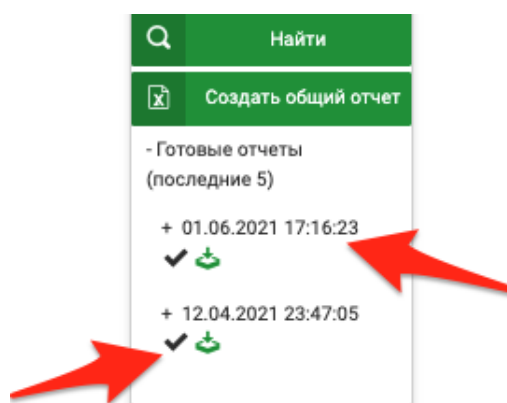 Найти
Создать общий отчет
- Готовые отчеты
(последние 5)
+ 01.06.2021 17:16:23
+ 12.04.2021 23:47:05